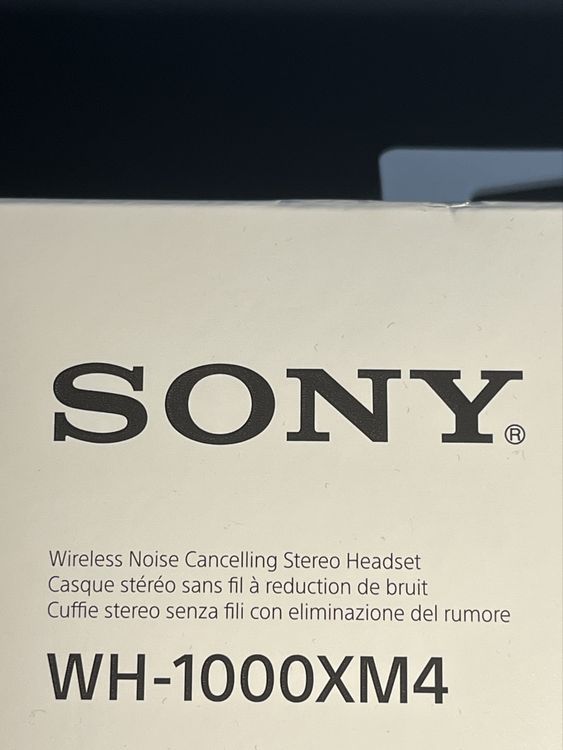 SONY®
Wireless Noise Cancelling Stereo Headset
Casque stéréo sans fil à reduction de bruit
Cuffie stereo senza fili con eliminazione del rumore
WH-1000XM4